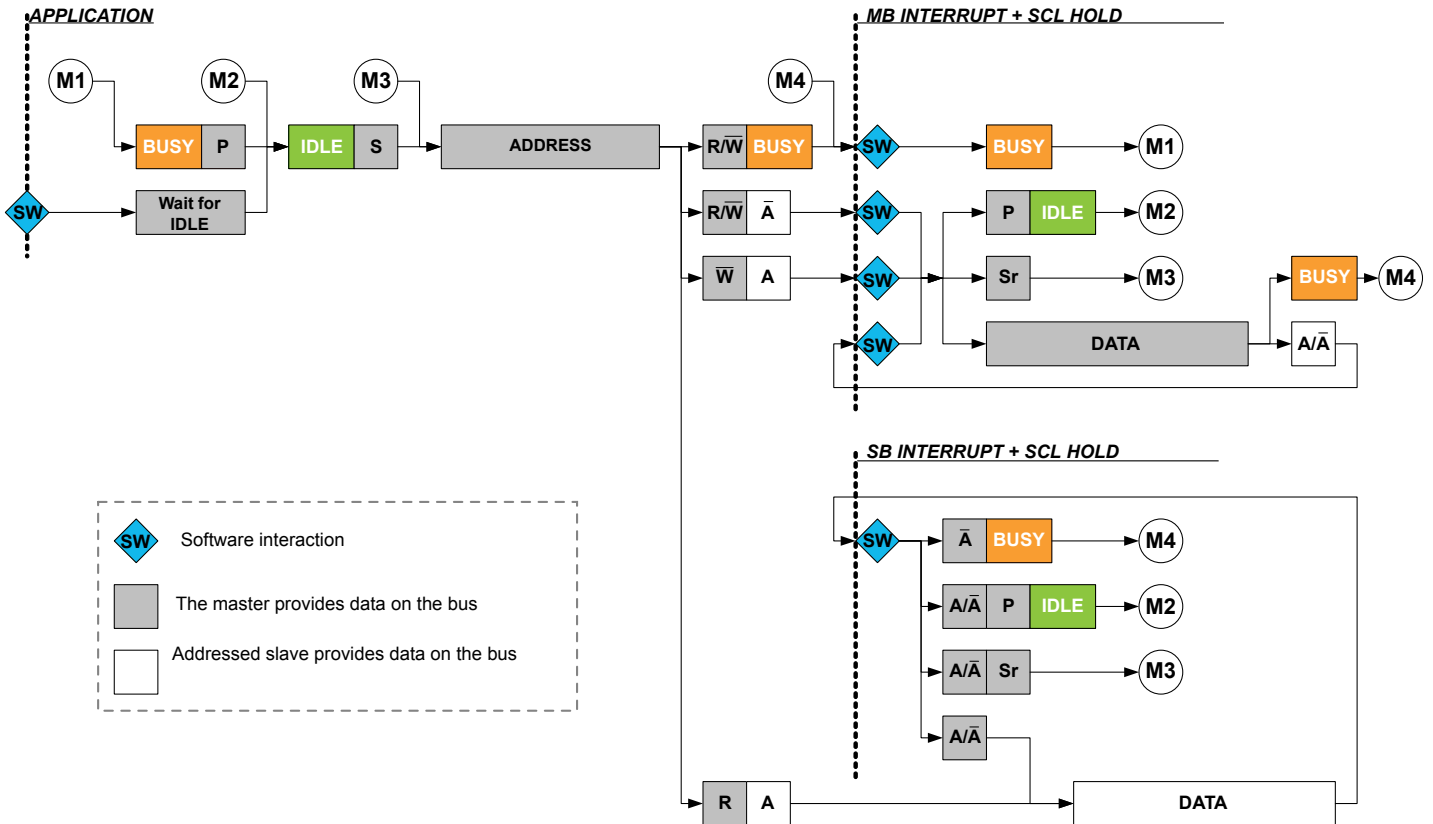 APPLICATION
MB INTERRUPT + SCL HOLD
M1
M2
M3
M4
BUSY P
IDLE S
ADDRESS
R/W̅ BUSY
SW
BUSY
M1
SW
Wait for
IDLE
R/W̅ A̅
SW
P IDLE
M2
W̅ A
SW
Sr
M3
BUSY
M4
SW
DATA
A/A̅
SB INTERRUPT + SCL HOLD
SW
A̅ BUSY
M4
A/A̅ P IDLE
M2
A/A̅ Sr
M3
A/A̅
R A
DATA
SW
Software interaction
The master provides data on the bus
Addressed slave provides data on the bus